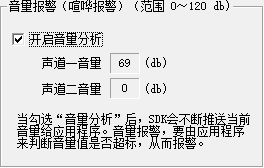 音量报警（喧哗报警）（范围 0～120 db）
开启音量分析
声道一音量 69 (db)
声道二音量 0 (db)
当勾选“音量分析”后，SDK会不断推送当前
音量给应用程序。音量报警，要由应用程序
来判断音量值是否超标，从而报警。